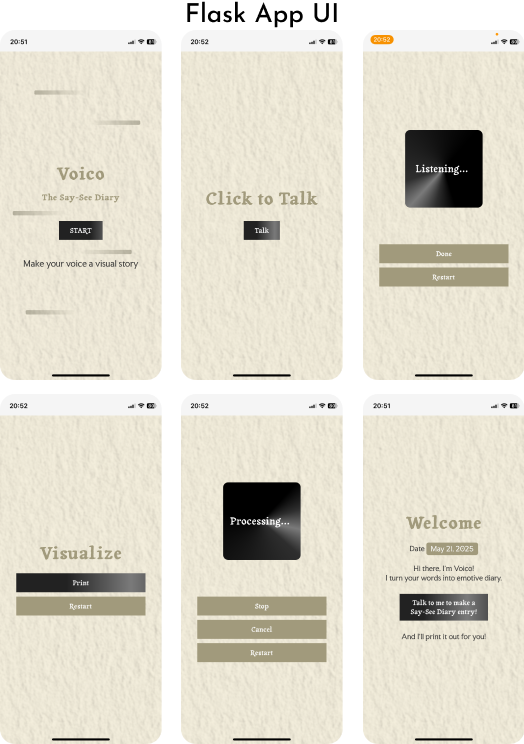 Flask App UI
20:51
Voico
The Say-See Diary
START
Make your voice a visual story
20:52
Click to Talk
Talk
20:52
Listening...
Done
Restart
20:52
Visualize
Print
Restart
20:52
Processing...
Stop
Cancel
Restart
20:51
Welcome
Date May 21, 2025
Hi there, I'm Voico!
I turn your words into emotive diary.
Talk to me to make a
Say-See Diary entry!
And I'll print it out for you!